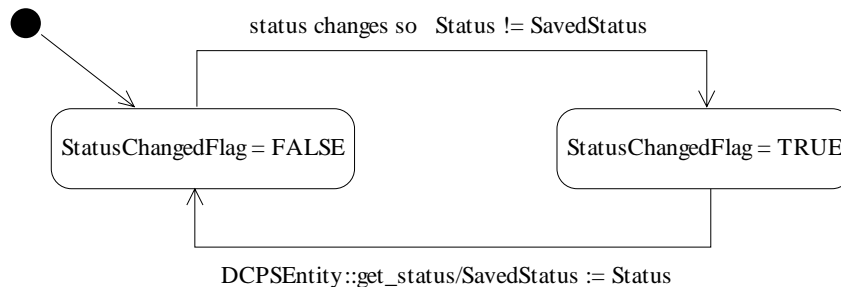 status changes so Status != SavedStatus
StatusChangedFlag = FALSE
StatusChangedFlag = TRUE
DCPSEntity::get_status/SavedStatus := Status